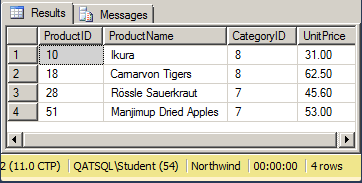 Results Messages
ProductID ProductName CategoryID UnitPrice
1 10 Ikura 8 31.00
2 18 Carnarvon Tigers 8 62.50
3 28 Rössle Sauerkraut 7 45.60
4 51 Manjimup Dried Apples 7 53.00
2 (11.0 CTP) QATSQL\Student (54) Northwind 00:00:00 4 rows